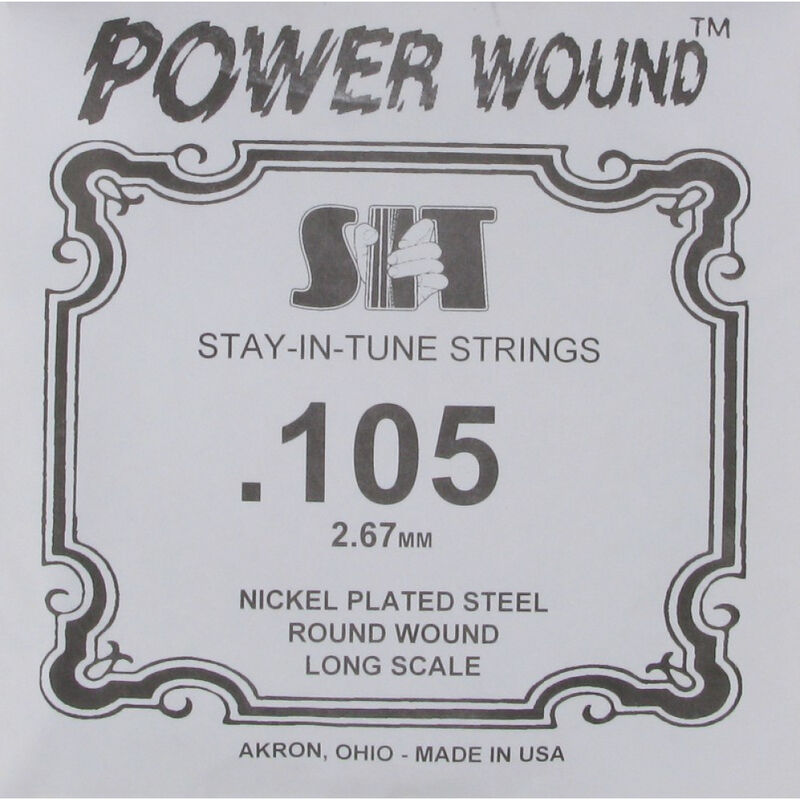 POWER WOUND™
SIT
STAY-IN-TUNE STRINGS
.105
2.67MM
NICKEL PLATED STEEL
ROUND WOUND
LONG SCALE
AKRON, OHIO - MADE IN USA